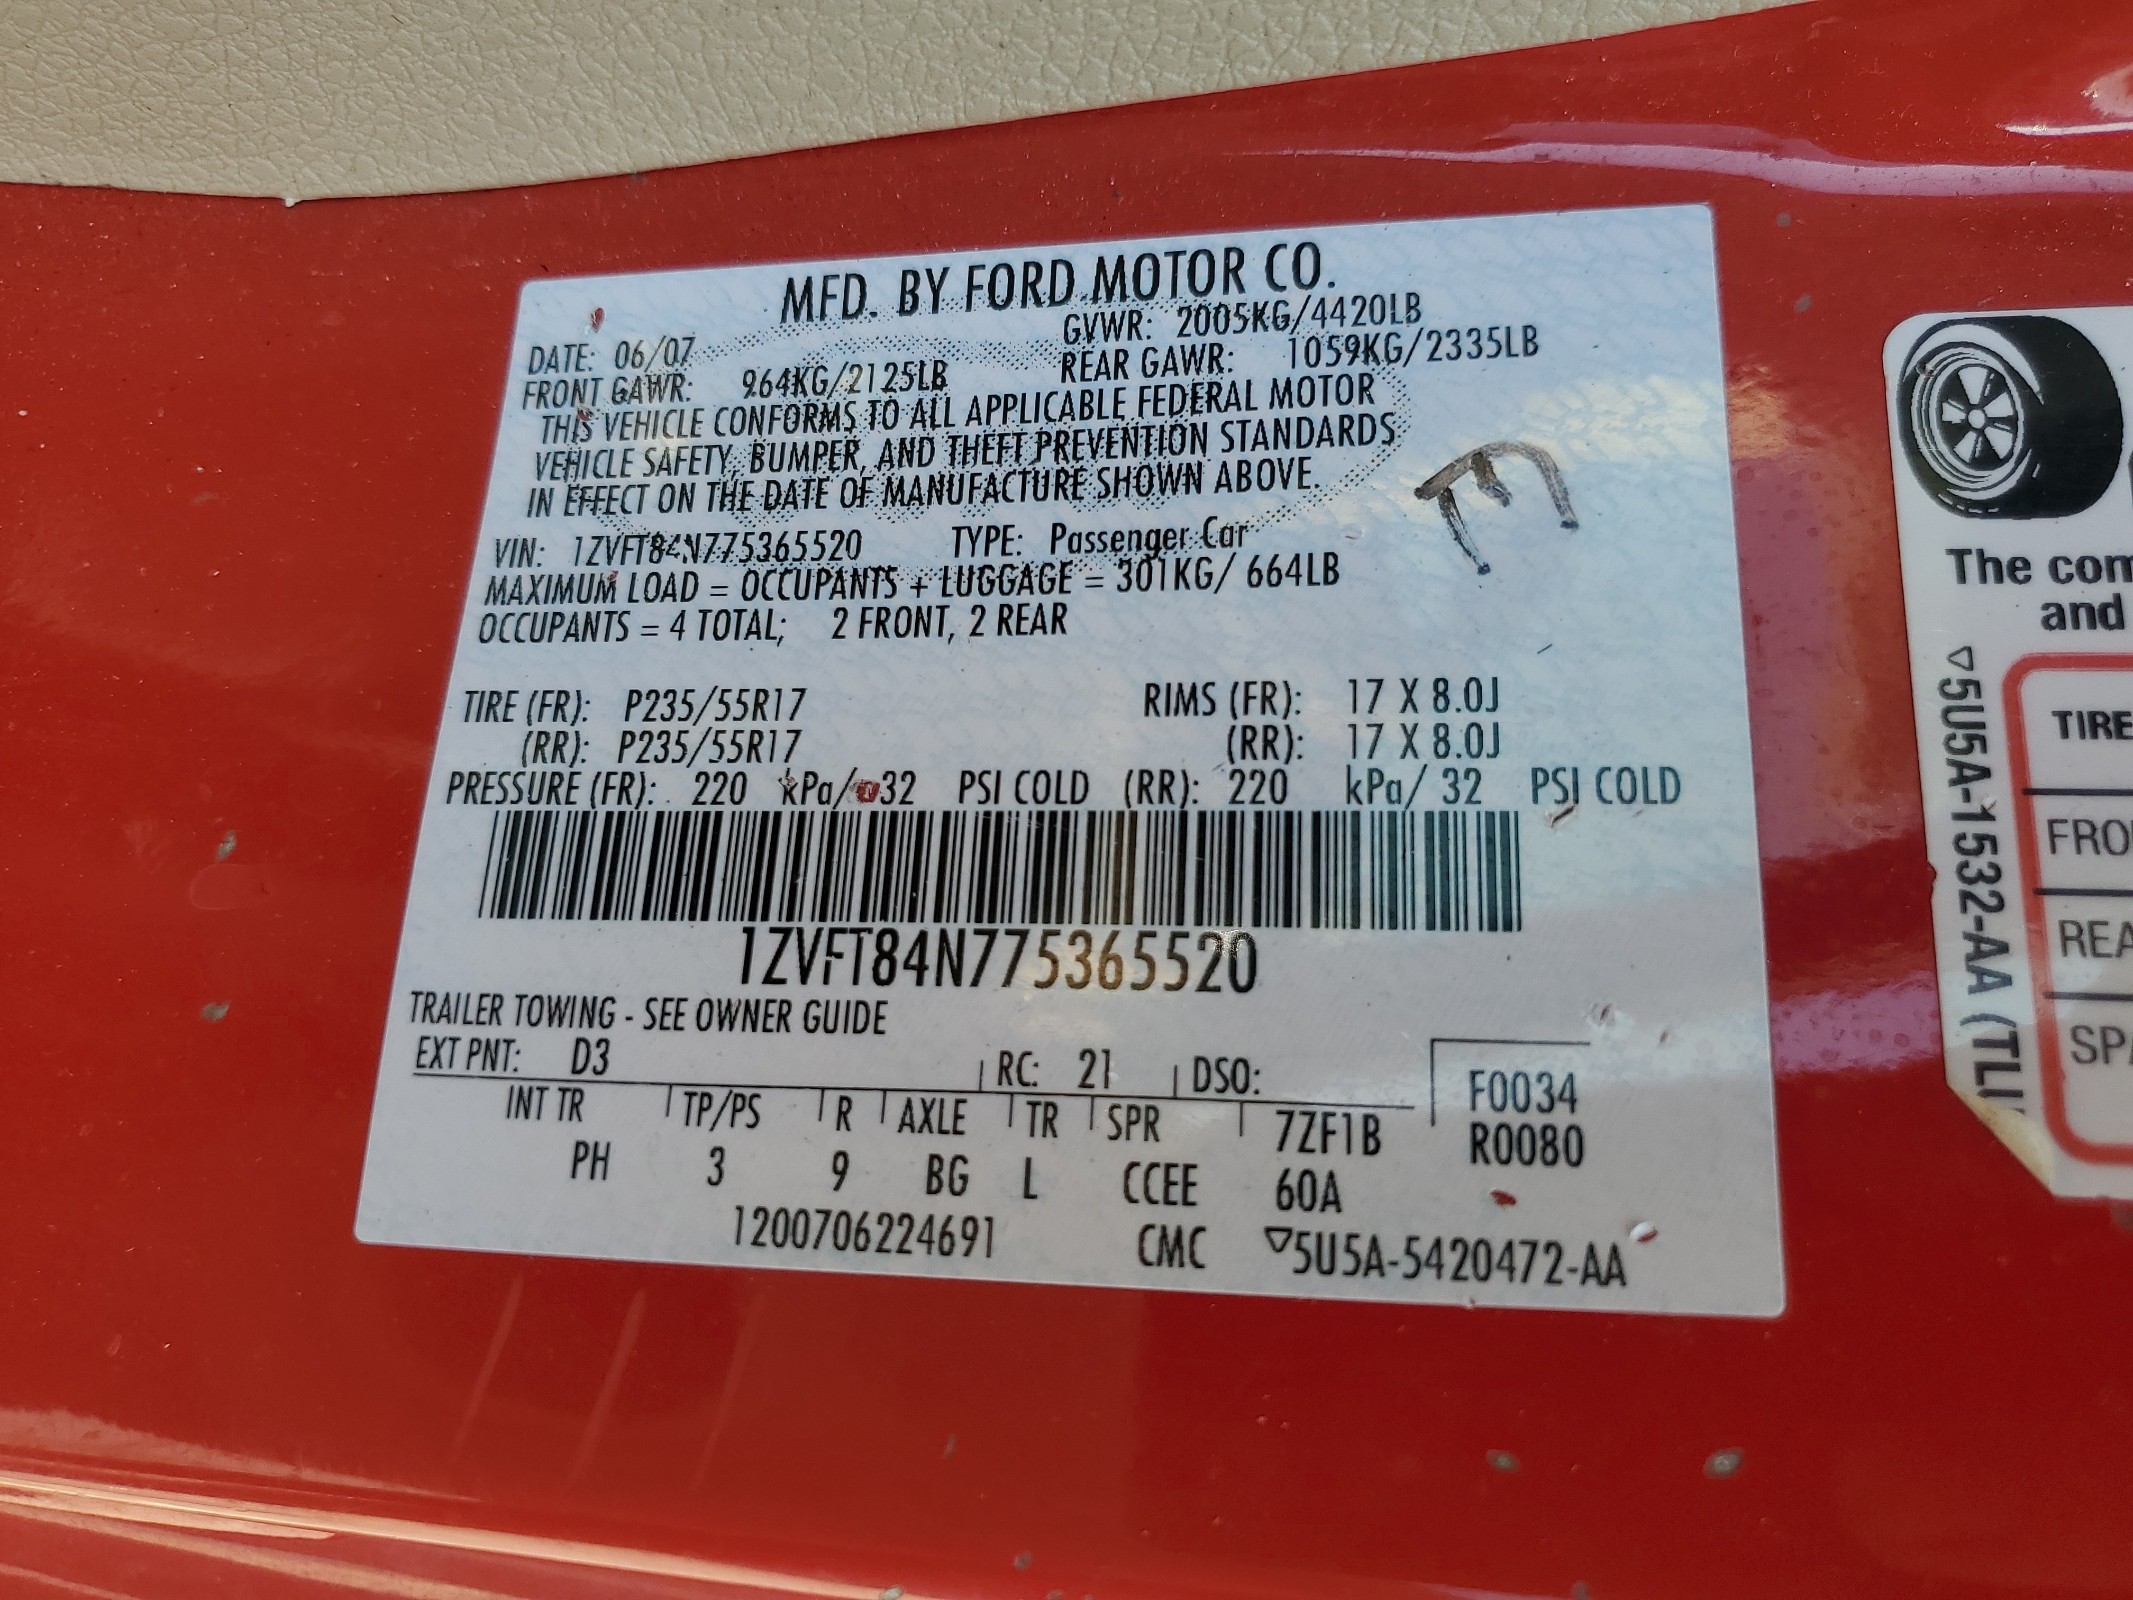 MFD. BY FORD MOTOR CO.
DATE: 06/07 GVWR: 2005KG/4420LB
FRONT GAWR: 964KG/2125LB REAR GAWR: 1059KG/2335LB
THIS VEHICLE CONFORMS TO ALL APPLICABLE FEDERAL MOTOR
VEHICLE SAFETY, BUMPER, AND THEFT PREVENTION STANDARDS
IN EFFECT ON THE DATE OF MANUFACTURE SHOWN ABOVE.
VIN: 1ZVFT84N775365520 TYPE: Passenger Car
MAXIMUM LOAD = OCCUPANTS + LUGGAGE = 301KG/ 664LB
OCCUPANTS = 4 TOTAL; 2 FRONT, 2 REAR
TIRE (FR): P235/55R17 RIMS (FR): 17 X 8.0J
(RR): P235/55R17 (RR): 17 X 8.0J
PRESSURE (FR): 220 kPa/ 32 PSI COLD (RR): 220 kPa/ 32 PSI COLD
1ZVFT84N775365520
TRAILER TOWING - SEE OWNER GUIDE
EXT PNT: D3 RC: 21 DSO:
F0034
INT TR TP/PS R AXLE TR SPR 7ZF1B
R0080
PH 3 9 BG L CCEE 60A
1200706224691 CMC ▽5U5A-5420472-AA
The com
and
▽5U5A-1532-AA (TLU
TIRE
FRO
REA
SPA